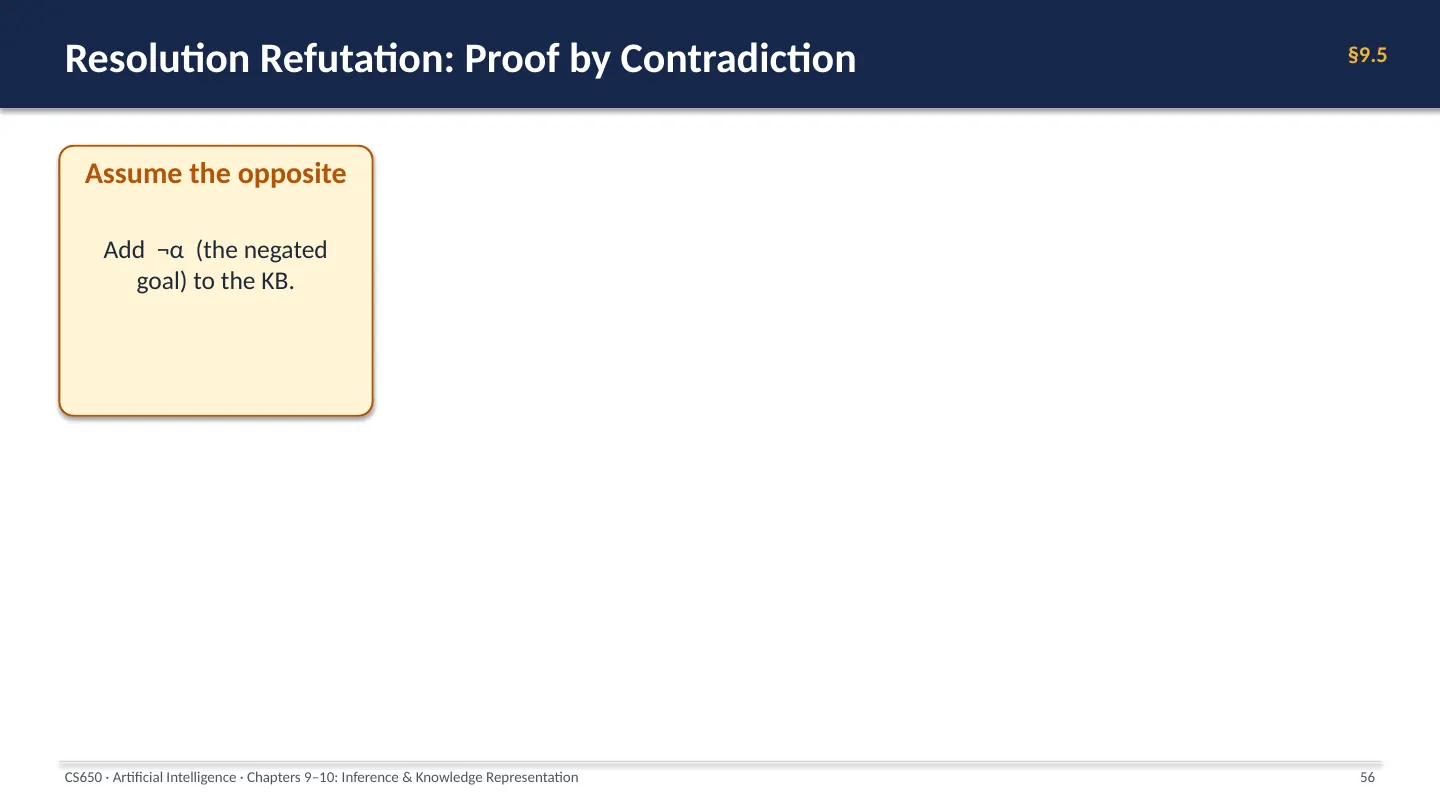 Resolution Refutation: Proof by Contradiction
§9.5
Assume the opposite
Add ¬α (the negated
goal) to the KB.
CS650 · Artificial Intelligence · Chapters 9–10: Inference & Knowledge Representation
56